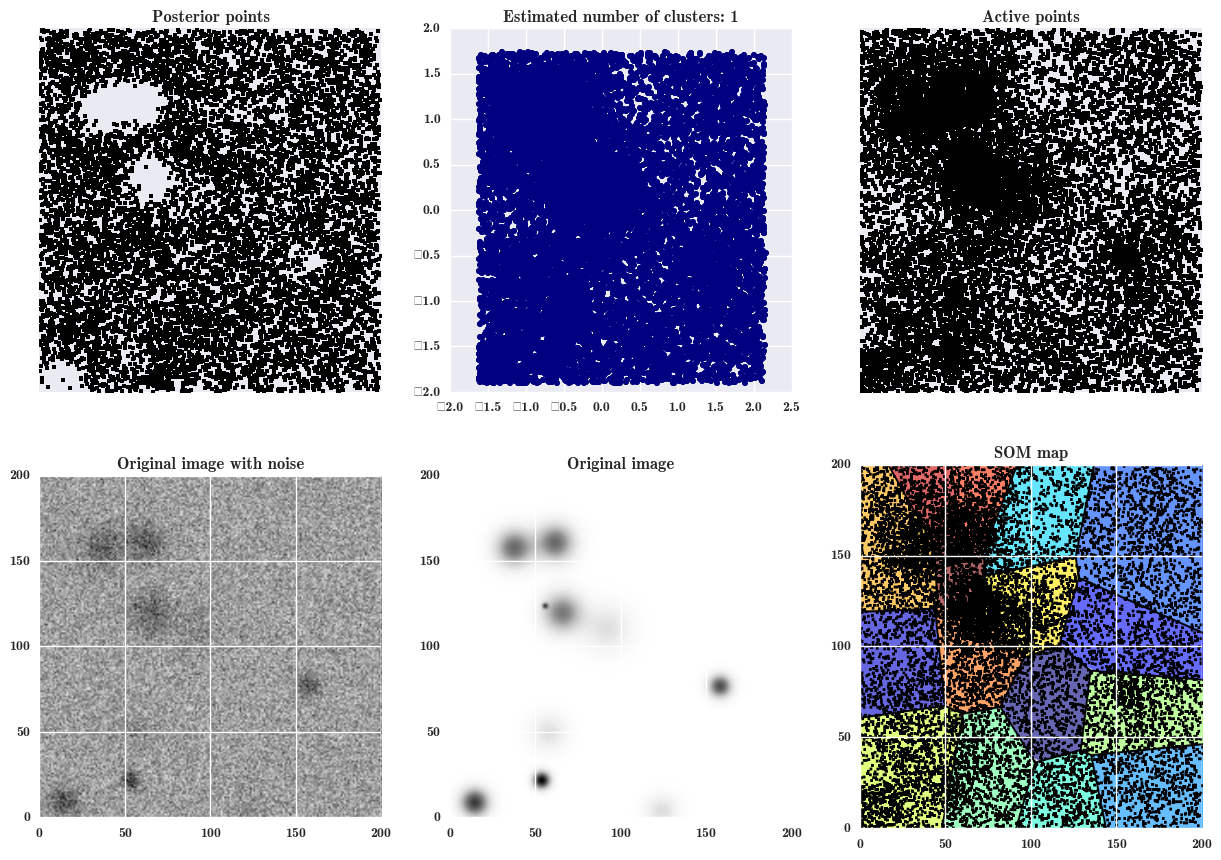 Posterior points
Estimated number of clusters: 1
Active points
2.0
1.5
1.0
0.5
0.0
□0.5
□1.0
□1.5
□2.0
□2.0 □1.5 □1.0 □0.5 0.0 0.5 1.0 1.5 2.0 2.5
Original image with noise
200
150
100
50
0
0 50 100 150 200
Original image
200
150
100
50
0
0 50 100 150 200
SOM map
200
150
100
50
0
0 50 100 150 200